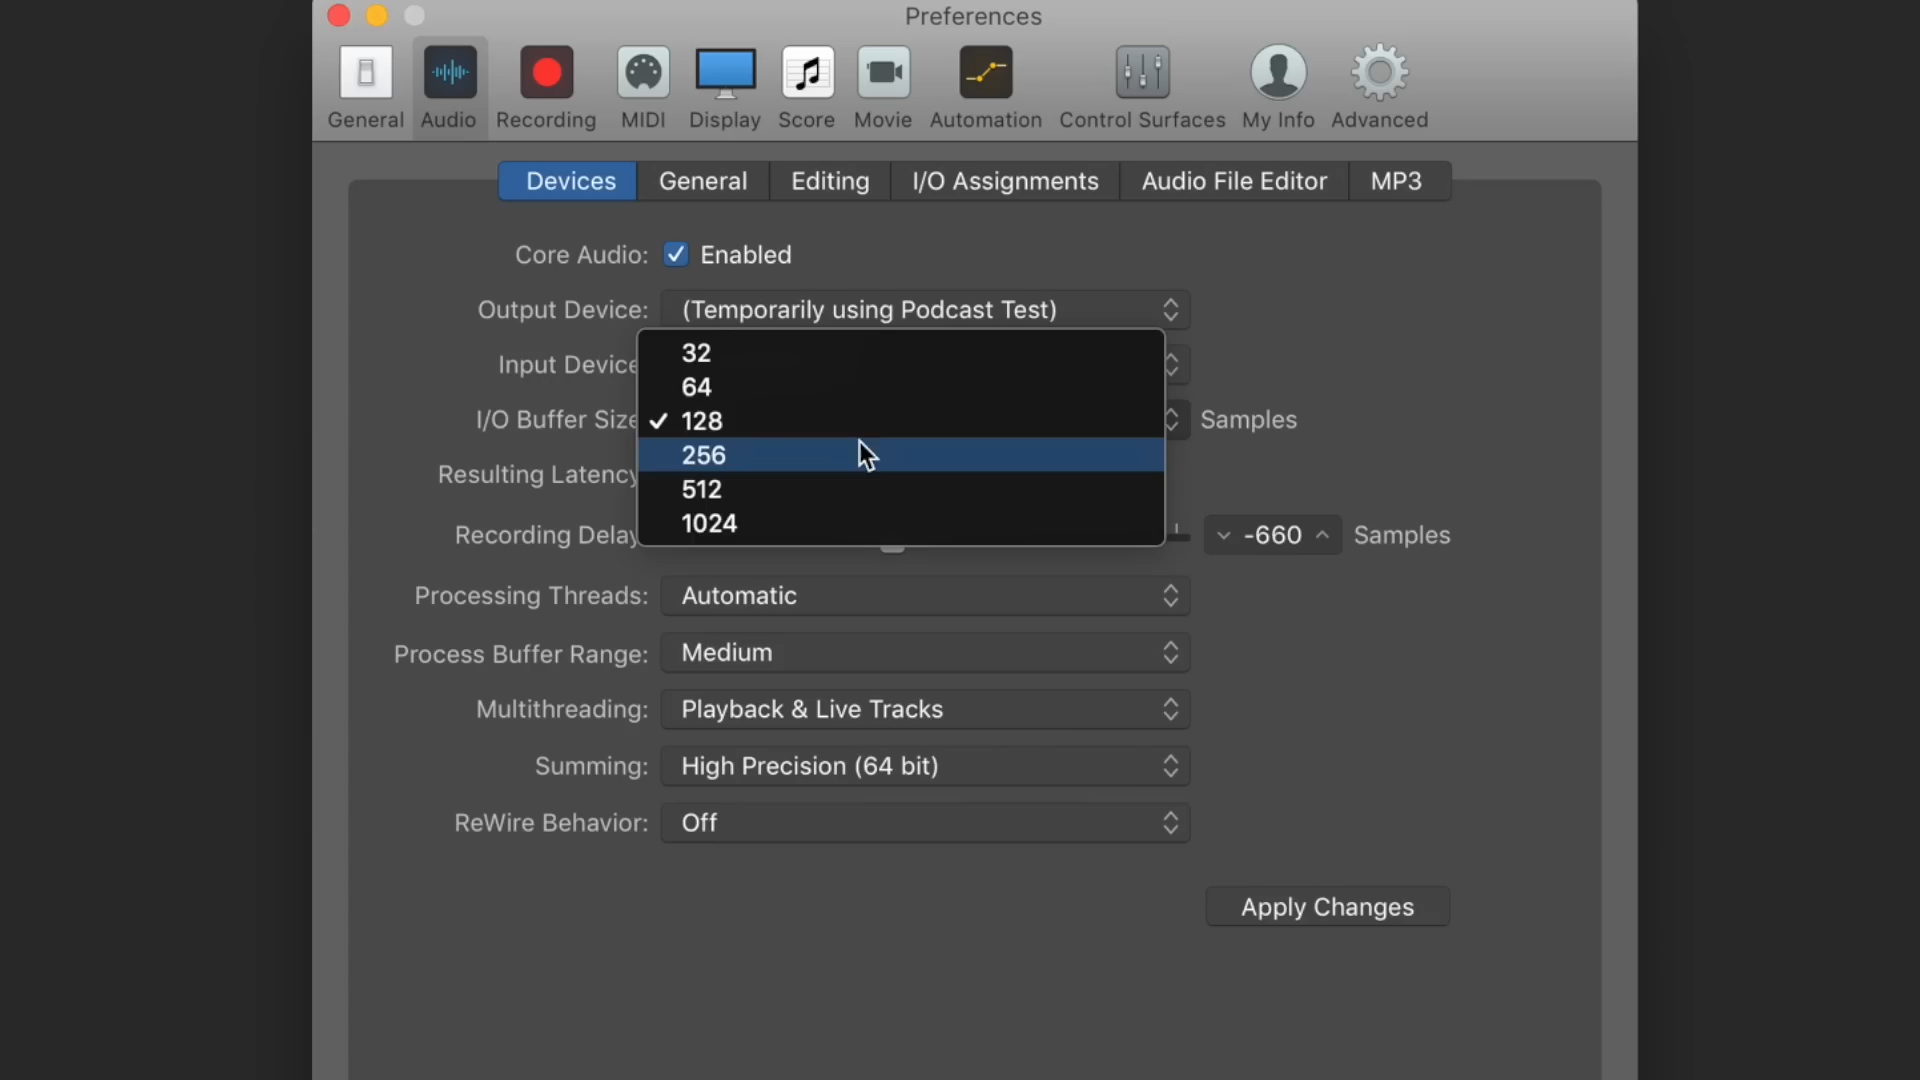 Preferences
General Audio Recording MIDI Display Score Movie Automation Control Surfaces My Info Advanced
Devices General Editing I/O Assignments Audio File Editor MP3
Core Audio: Enabled
Output Device: (Temporarily using Podcast Test)
32
Input Device
64
I/O Buffer Size ✓ 128 Samples
256
Resulting Latency
512
1024
Recording Delay -660 Samples
Processing Threads: Automatic
Process Buffer Range: Medium
Multithreading: Playback & Live Tracks
Summing: High Precision (64 bit)
ReWire Behavior: Off
Apply Changes